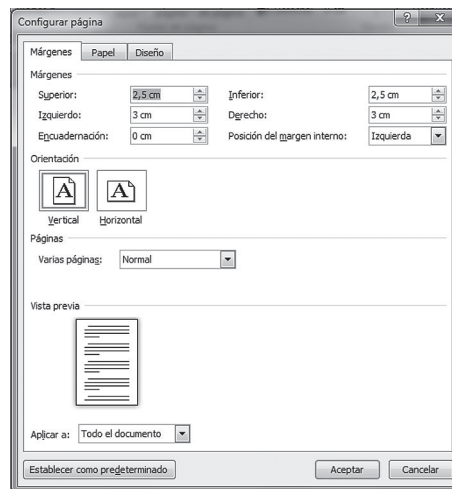 Configurar página
Márgenes Papel Diseño
Márgenes
Superior: 2,5 cm Inferior: 2,5 cm
Izquierdo: 3 cm Derecho: 3 cm
Encuadernación: 0 cm Posición del margen interno: Izquierda
Orientación
A A
Vertical Horizontal
Páginas
Varias páginas: Normal
Vista previa
Aplicar a: Todo el documento
Establecer como predeterminado Aceptar Cancelar